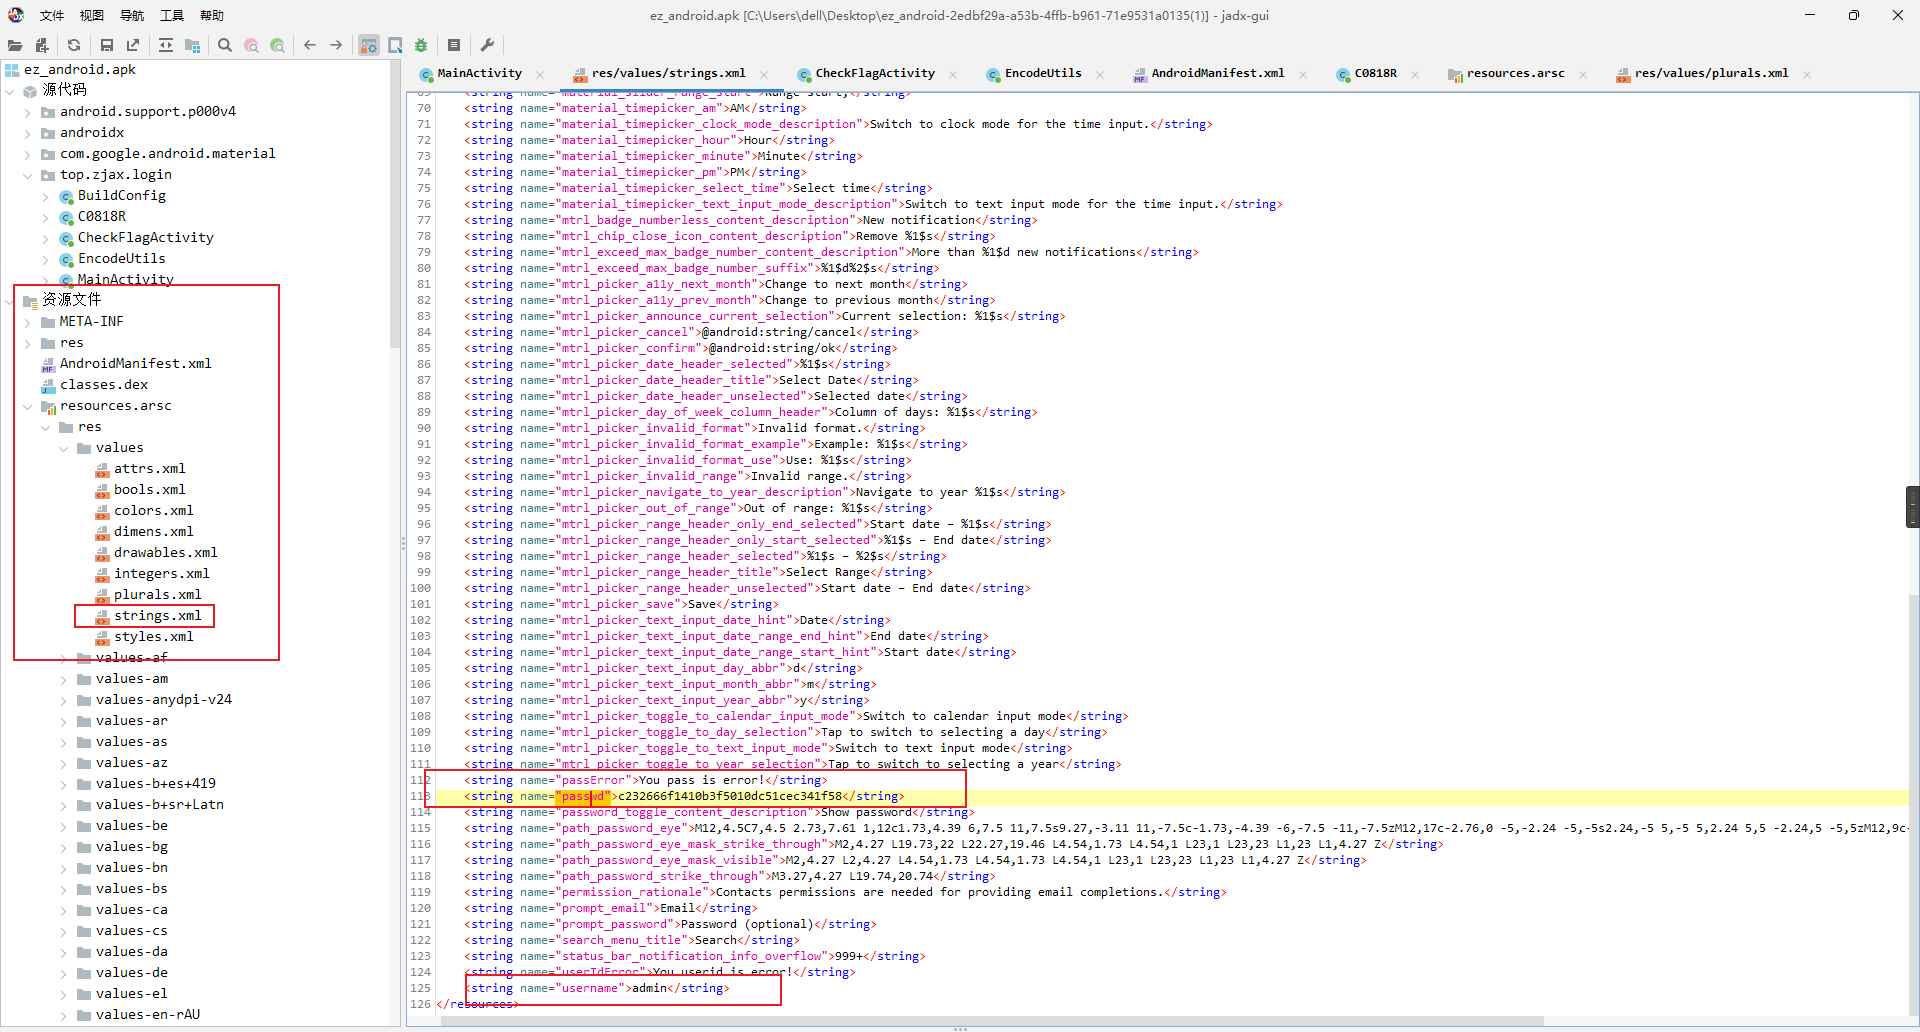 文件 视图 导航 工具 帮助
ez_android.apk [C:\Users\dell\Desktop\ez_android-2edbf29a-a53b-4ffb-b961-71e9531a0135(1)] - jadx-gui
ez_android.apk
源代码
android.support.p000v4
androidx
com.google.android.material
top.zjax.login
BuildConfig
C0818R
CheckFlagActivity
EncodeUtils
MainActivity
资源文件
META-INF
res
AndroidManifest.xml
classes.dex
resources.arsc
res
values
attrs.xml
bools.xml
colors.xml
dimens.xml
drawables.xml
integers.xml
plurals.xml
strings.xml
styles.xml
values-af
values-am
values-anydpi-v24
values-ar
values-as
values-az
values-b+es+419
values-b+sr+Latn
values-be
values-bg
values-bn
values-bs
values-ca
values-cs
values-da
values-de
values-el
values-en-rAU
MainActivity res/values/strings.xml CheckFlagActivity EncodeUtils AndroidManifest.xml C0818R resources.arsc res/values/plurals.xml
69 <string name="material_slider_range_start">Range start,</string>
70 <string name="material_timepicker_am">AM</string>
71 <string name="material_timepicker_clock_mode_description">Switch to clock mode for the time input.</string>
72 <string name="material_timepicker_hour">Hour</string>
73 <string name="material_timepicker_minute">Minute</string>
74 <string name="material_timepicker_pm">PM</string>
75 <string name="material_timepicker_select_time">Select time</string>
76 <string name="material_timepicker_text_input_mode_description">Switch to text input mode for the time input.</string>
77 <string name="mtrl_badge_numberless_content_description">New notification</string>
78 <string name="mtrl_chip_close_icon_content_description">Remove %1$s</string>
79 <string name="mtrl_exceed_max_badge_number_content_description">More than %1$d new notifications</string>
80 <string name="mtrl_exceed_max_badge_number_suffix">%1$d%2$s</string>
81 <string name="mtrl_picker_a11y_next_month">Change to next month</string>
82 <string name="mtrl_picker_a11y_prev_month">Change to previous month</string>
83 <string name="mtrl_picker_announce_current_selection">Current selection: %1$s</string>
84 <string name="mtrl_picker_cancel">@android:string/cancel</string>
85 <string name="mtrl_picker_confirm">@android:string/ok</string>
86 <string name="mtrl_picker_date_header_selected">%1$s</string>
87 <string name="mtrl_picker_date_header_title">Select Date</string>
88 <string name="mtrl_picker_date_header_unselected">Selected date</string>
89 <string name="mtrl_picker_day_of_week_column_header">Column of days: %1$s</string>
90 <string name="mtrl_picker_invalid_format">Invalid format.</string>
91 <string name="mtrl_picker_invalid_format_example">Example: %1$s</string>
92 <string name="mtrl_picker_invalid_format_use">Use: %1$s</string>
93 <string name="mtrl_picker_invalid_range">Invalid range.</string>
94 <string name="mtrl_picker_navigate_to_year_description">Navigate to year %1$s</string>
95 <string name="mtrl_picker_out_of_range">Out of range: %1$s</string>
96 <string name="mtrl_picker_range_header_only_end_selected">Start date – %1$s</string>
97 <string name="mtrl_picker_range_header_only_start_selected">%1$s – End date</string>
98 <string name="mtrl_picker_range_header_selected">%1$s – %2$s</string>
99 <string name="mtrl_picker_range_header_title">Select Range</string>
100 <string name="mtrl_picker_range_header_unselected">Start date – End date</string>
101 <string name="mtrl_picker_save">Save</string>
102 <string name="mtrl_picker_text_input_date_hint">Date</string>
103 <string name="mtrl_picker_text_input_date_range_end_hint">End date</string>
104 <string name="mtrl_picker_text_input_date_range_start_hint">Start date</string>
105 <string name="mtrl_picker_text_input_day_abbr">d</string>
106 <string name="mtrl_picker_text_input_month_abbr">m</string>
107 <string name="mtrl_picker_text_input_year_abbr">y</string>
108 <string name="mtrl_picker_toggle_to_calendar_input_mode">Switch to calendar input mode</string>
109 <string name="mtrl_picker_toggle_to_day_selection">Tap to switch to selecting a day</string>
110 <string name="mtrl_picker_toggle_to_text_input_mode">Switch to text input mode</string>
111 <string name="mtrl_picker_toggle_to_year_selection">Tap to switch to selecting a year</string>
112 <string name="passError">You pass is error!</string>
113 <string name="passwd">c232666f1410b3f5010dc51cec341f58</string>
114 <string name="password_toggle_content_description">Show password</string>
115 <string name="path_password_eye">M12,4.5C7,4.5 2.73,7.61 1,12c1.73,4.39 6,7.5 11,7.5s9.27,-3.11 11,-7.5c-1.73,-4.39 -6,-7.5 -11,-7.5zM12,17c-2.76,0 -5,-2.24 -5,-5s2.24,-5 5,-5 5,2.24 5,5 -2.24,5 -5,5zM12,9c-
116 <string name="path_password_eye_mask_strike_through">M2,4.27 L19.73,22 L22.27,19.46 L4.54,1.73 L4.54,1 L23,1 L23,23 L1,23 L1,4.27 Z</string>
117 <string name="path_password_eye_mask_visible">M2,4.27 L2,4.27 L4.54,1.73 L4.54,1.73 L4.54,1 L23,1 L23,23 L1,23 L1,4.27 Z</string>
118 <string name="path_password_strike_through">M3.27,4.27 L19.74,20.74</string>
119 <string name="permission_rationale">Contacts permissions are needed for providing email completions.</string>
120 <string name="prompt_email">Email</string>
121 <string name="prompt_password">Password (optional)</string>
122 <string name="search_menu_title">Search</string>
123 <string name="status_bar_notification_info_overflow">999+</string>
124 <string name="userIdError">You userid is error!</string>
125 <string name="username">admin</string>
126 </resources>